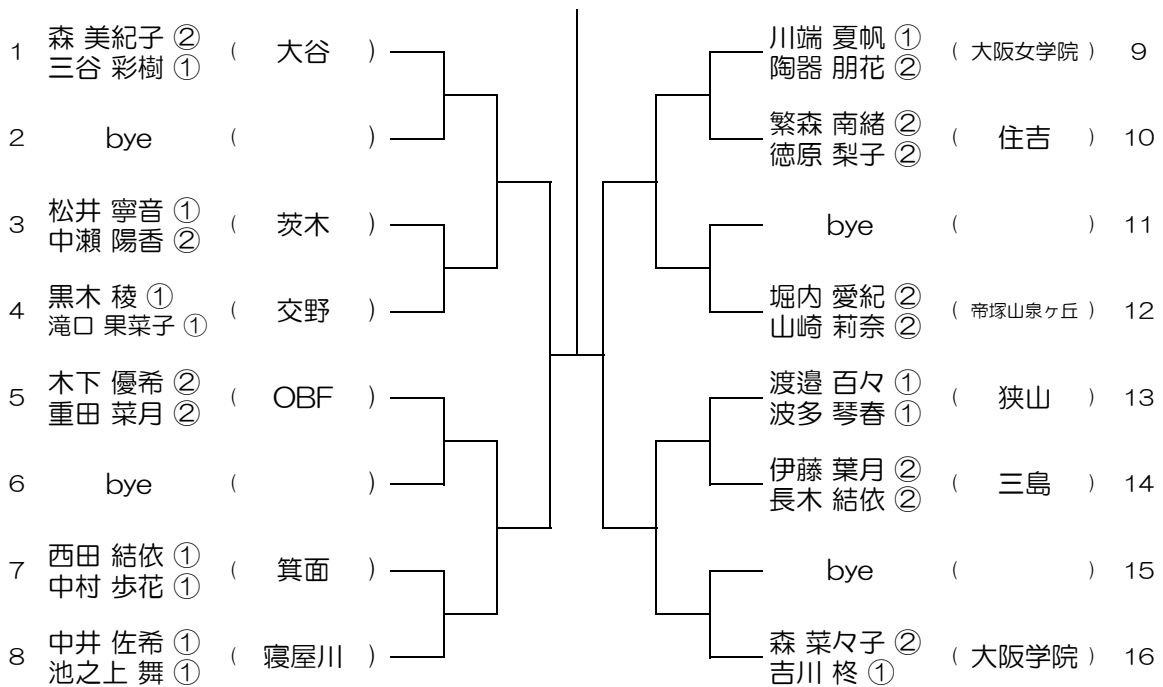 1 森 美紀子 ② ( 大谷 )
三谷 彩樹 ①
2 bye ( )
3 松井 寧音 ① ( 茨木 )
中瀬 陽香 ②
4 黒木 稜 ① ( 交野 )
滝口 果菜子 ①
5 木下 優希 ② ( OBF )
重田 菜月 ②
6 bye ( )
7 西田 結依 ① ( 箕面 )
中村 歩花 ①
8 中井 佐希 ① ( 寝屋川 )
池之上 舞 ①
川端 夏帆 ① ( 大阪女学院 ) 9
陶器 朋花 ②
繁森 南緒 ② ( 住吉 ) 10
徳原 梨子 ②
bye ( ) 11
堀内 愛紀 ② ( 帝塚山泉ヶ丘 ) 12
山崎 莉奈 ②
渡邉 百々 ① ( 狭山 ) 13
波多 琴春 ①
伊藤 葉月 ② ( 三島 ) 14
長木 結依 ②
bye ( ) 15
森 菜々子 ② ( 大阪学院 ) 16
吉川 柊 ①